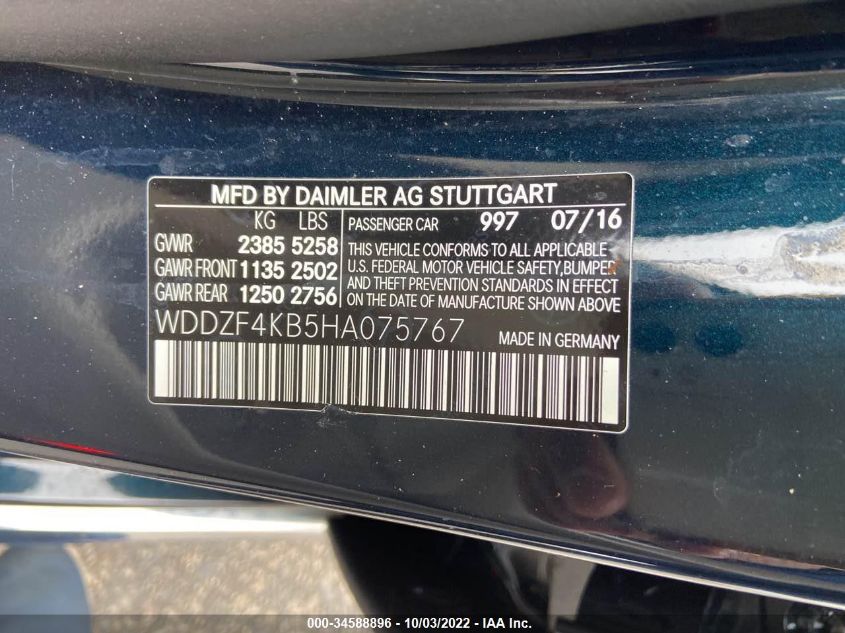 MFD BY DAIMLER AG STUTTGART
KG LBS
GVWR 2385 5258
GAWR FRONT 1135 2502
GAWR REAR 1250 2756
PASSENGER CAR 997 07/16
THIS VEHICLE CONFORMS TO ALL APPLICABLE
U.S. FEDERAL MOTOR VEHICLE SAFETY, BUMPER
AND THEFT PREVENTION STANDARDS IN EFFECT
ON THE DATE OF MANUFACTURE SHOWN ABOVE
WDDZF4KB5HA075767
MADE IN GERMANY
000-34588896 - 10/03/2022 - IAA Inc.